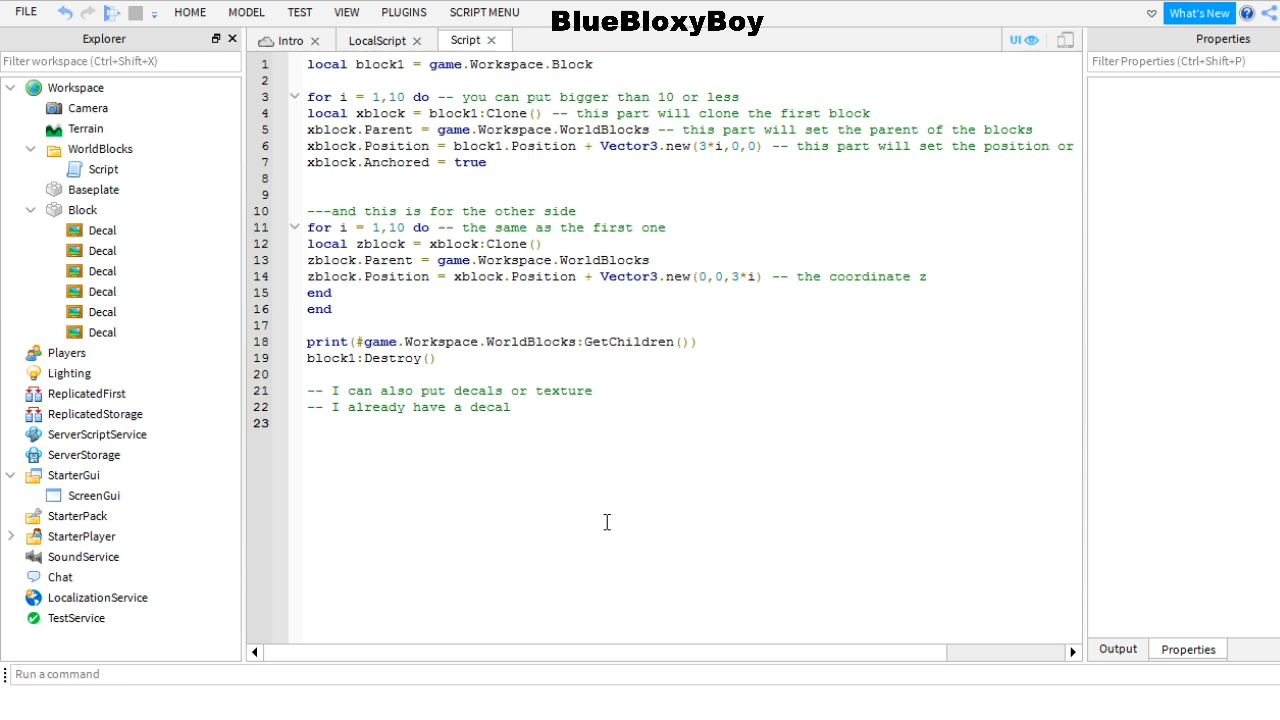 FILE HOME MODEL TEST VIEW PLUGINS SCRIPT MENU BlueBloxyBoy What's New
Explorer
Filter workspace (Ctrl+Shift+X)
Workspace
Camera
Terrain
WorldBlocks
Script
Baseplate
Block
Decal
Decal
Decal
Decal
Decal
Decal
Players
Lighting
ReplicatedFirst
ReplicatedStorage
ServerScriptService
ServerStorage
StarterGui
ScreenGui
StarterPack
StarterPlayer
SoundService
Chat
LocalizationService
TestService
Intro LocalScript Script UI
1 local block1 = game.Workspace.Block
2
3 for i = 1,10 do -- you can put bigger than 10 or less
4 local xblock = block1:Clone() -- this part will clone the first block
5 xblock.Parent = game.Workspace.WorldBlocks -- this part will set the parent of the blocks
6 xblock.Position = block1.Position + Vector3.new(3*i,0,0) -- this part will set the position or
7 xblock.Anchored = true
8
9
10 ---and this is for the other side
11 for i = 1,10 do -- the same as the first one
12 local zblock = xblock:Clone()
13 zblock.Parent = game.Workspace.WorldBlocks
14 zblock.Position = xblock.Position + Vector3.new(0,0,3*i) -- the coordinate z
15 end
16 end
17
18 print(#game.Workspace.WorldBlocks:GetChildren())
19 block1:Destroy()
20
21 -- I can also put decals or texture
22 -- I already have a decal
23
Properties
Filter Properties (Ctrl+Shift+P)
Output Properties
Run a command